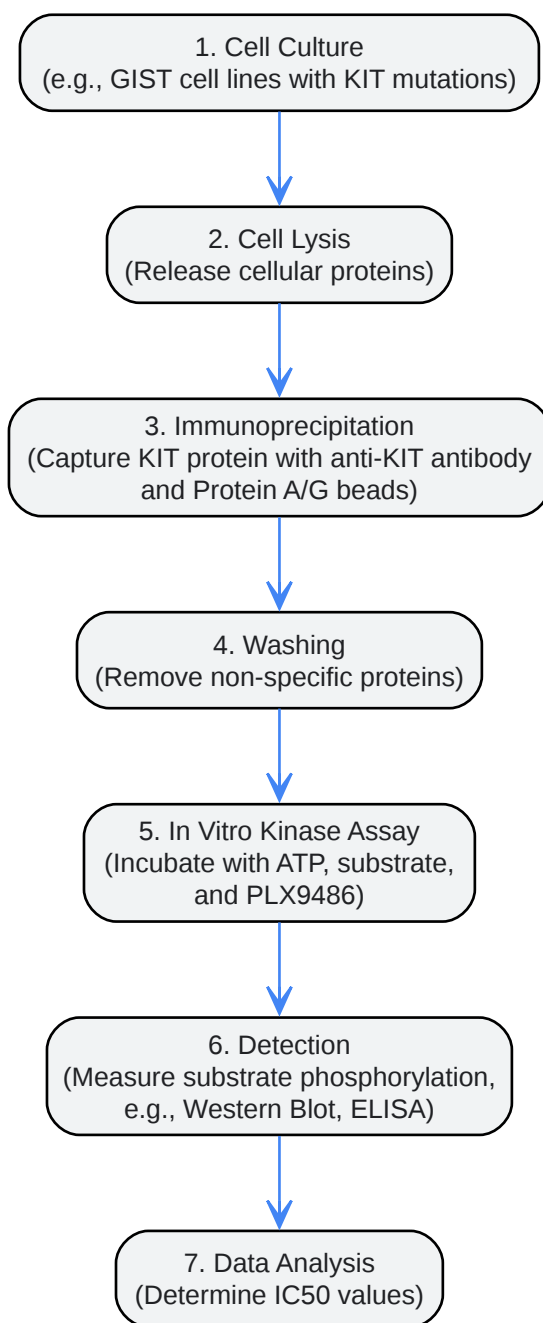 1. Cell Culture
(e.g., GIST cell lines with KIT mutations)
2. Cell Lysis
(Release cellular proteins)
3. Immunoprecipitation
(Capture KIT protein with anti-KIT antibody
and Protein A/G beads)
4. Washing
(Remove non-specific proteins)
5. In Vitro Kinase Assay
(Incubate with ATP, substrate,
and PLX9486)
6. Detection
(Measure substrate phosphorylation,
e.g., Western Blot, ELISA)
7. Data Analysis
(Determine IC50 values)